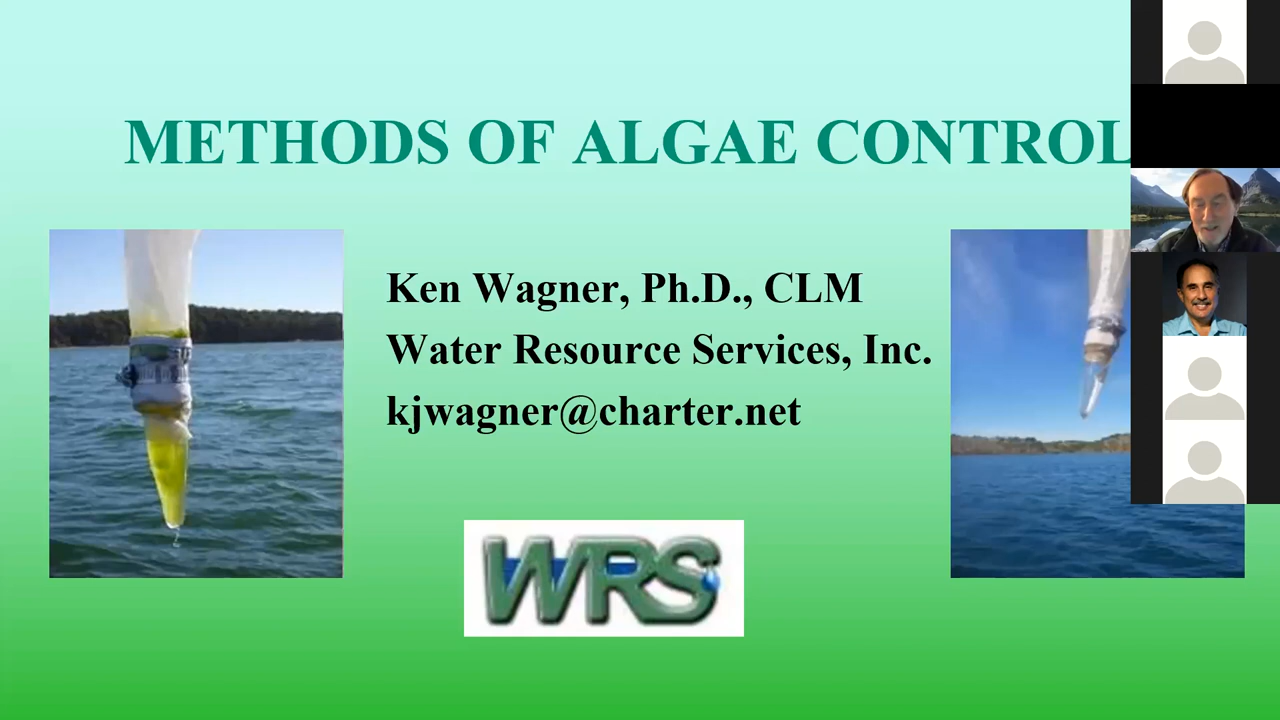 METHODS OF ALGAE CONTROL
Ken Wagner, Ph.D., CLM
Water Resource Services, Inc.
kjwagner@charter.net
WRS